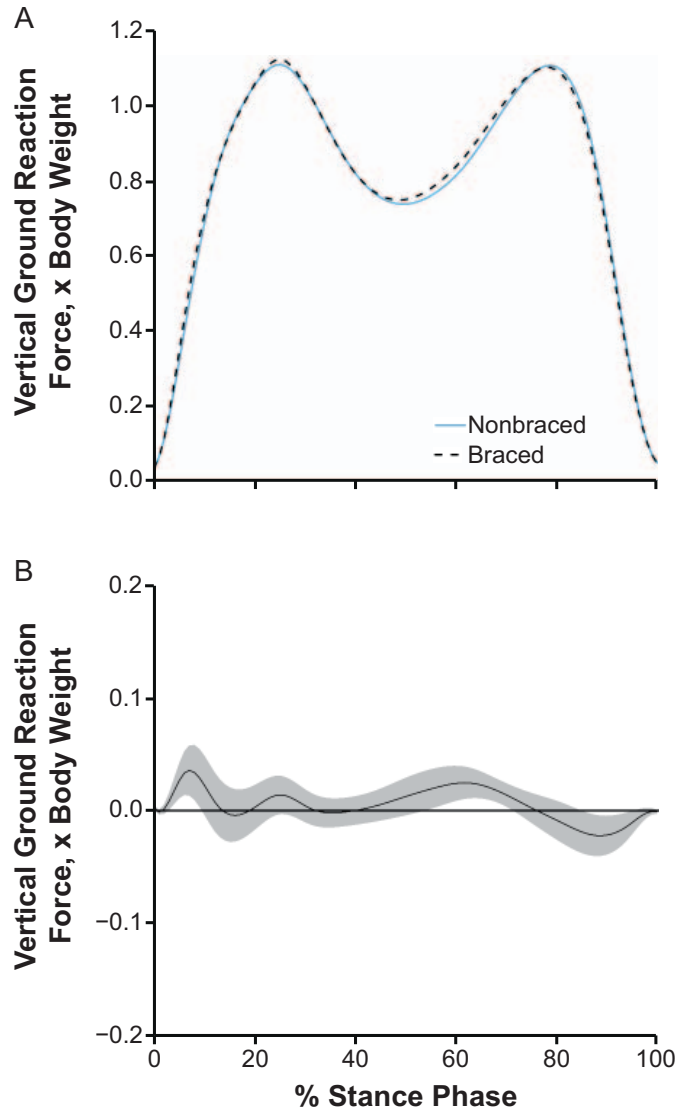 A
Vertical Ground Reaction
Force, x Body Weight
1.2
1.0
0.8
0.6
0.4
0.2
0.0
Nonbraced
Braced
B
Vertical Ground Reaction
Force, x Body Weight
0.2
0.1
0.0
−0.1
−0.2
0
20
40
60
80
100
% Stance Phase